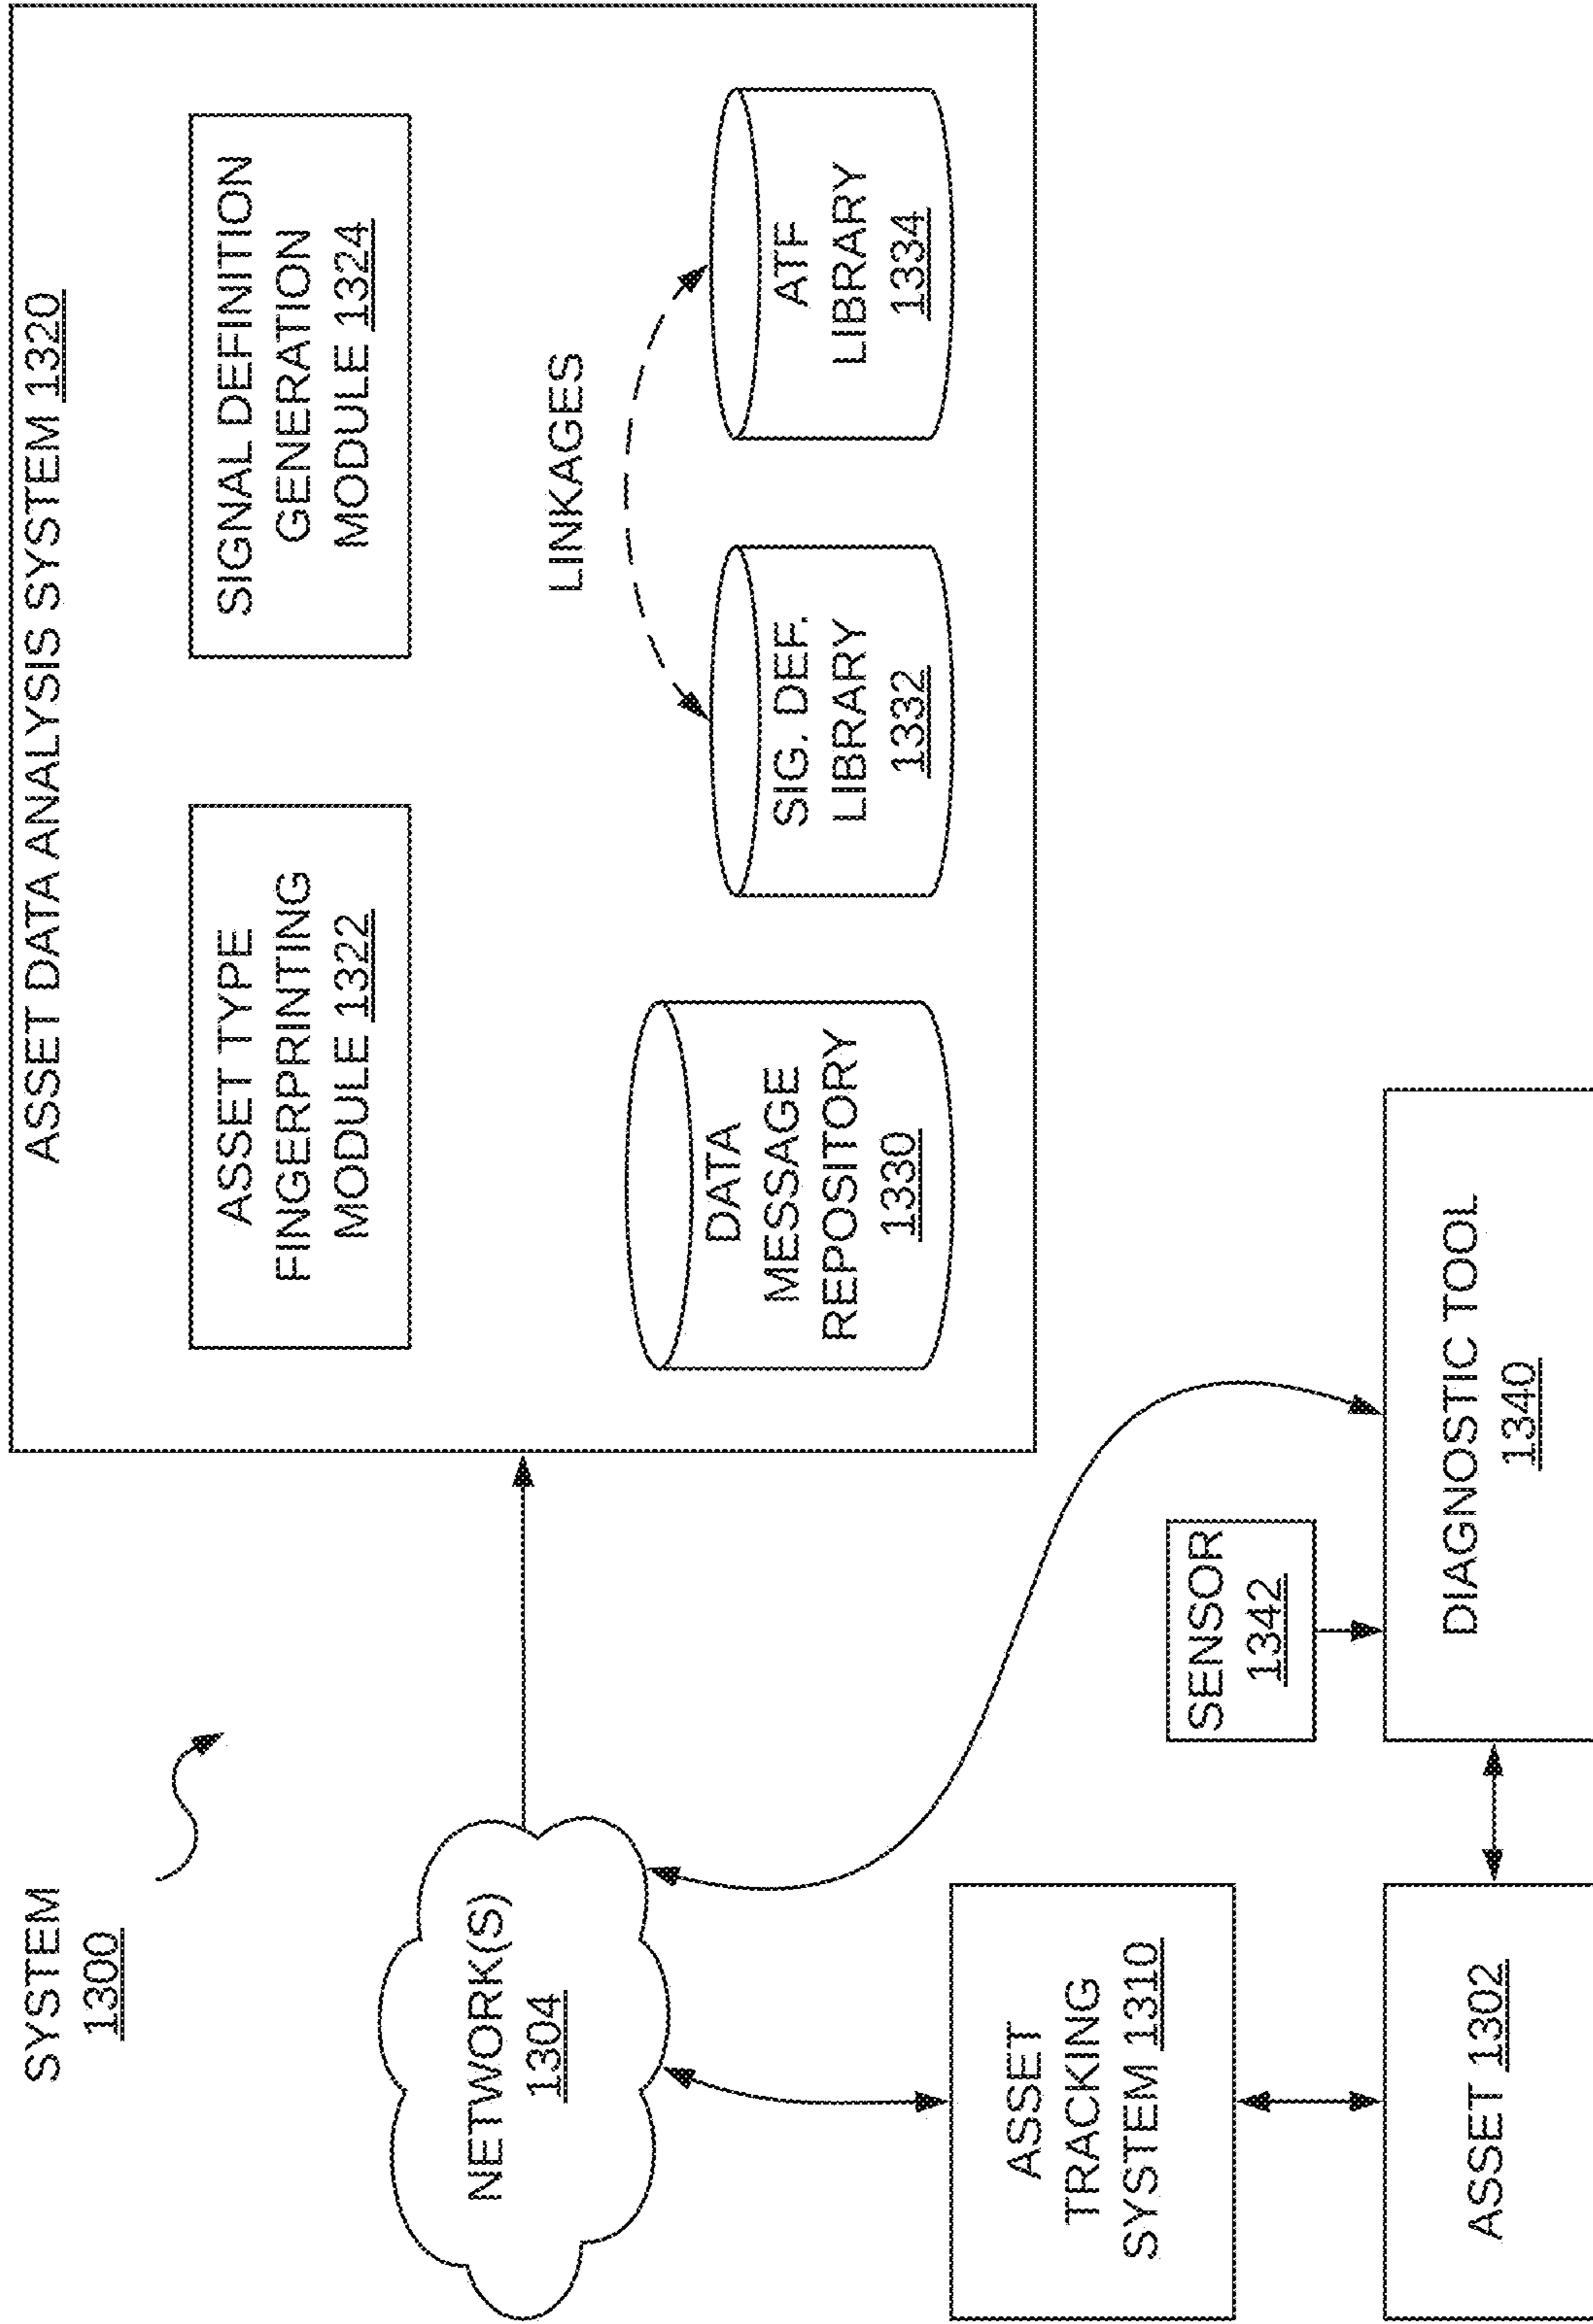 SYSTEM
1300
NETWORK(S)
1304
ASSET
TRACKING
SYSTEM 1310
ASSET 1302
SENSOR
1342
DIAGNOSTIC TOOL
1340
ASSET DATA ANALYSIS SYSTEM 1320
ASSET TYPE
FINGERPRINTING
MODULE 1322
SIGNAL DEFINITION
GENERATION
MODULE 1324
DATA
MESSAGE
REPOSITORY
1330
LINKAGES
SIG. DEF.
LIBRARY
1332
ATF
LIBRARY
1334